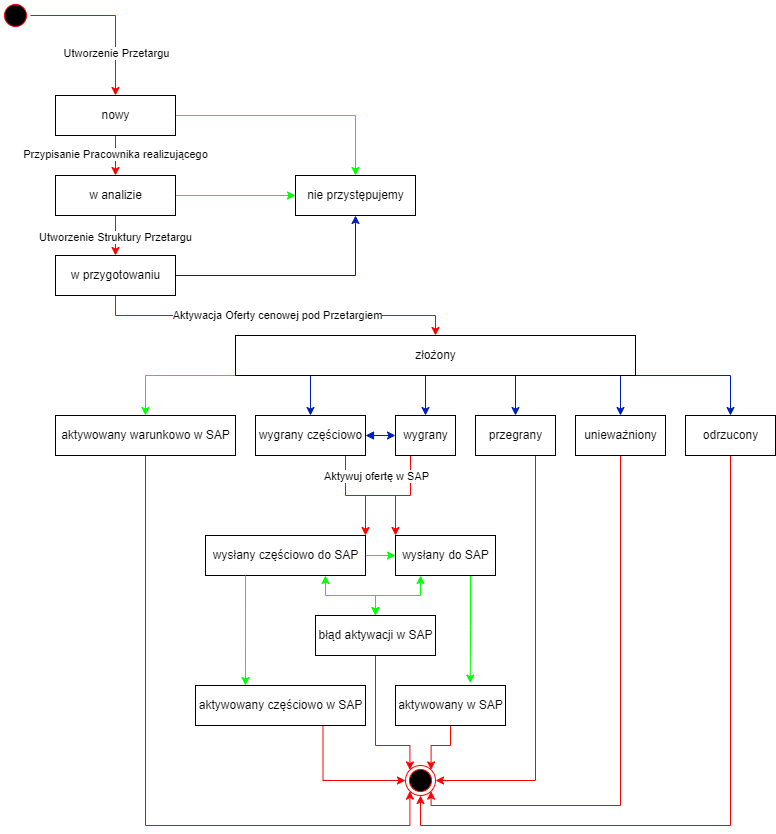 Utworzenie Przetargu
nowy
Przypisanie Pracownika realizującego
w analizie
nie przystępujemy
Utworzenie Struktury Przetargu
w przygotowaniu
Aktywacja Oferty cenowej pod Przetargiem
złożony
aktywowany warunkowo w SAP
wygrany częściowo
wygrany
przegrany
unieważniony
odrzucony
Aktywuj ofertę w SAP
wysłany częściowo do SAP
wysłany do SAP
błąd aktywacji w SAP
aktywowany częściowo w SAP
aktywowany w SAP